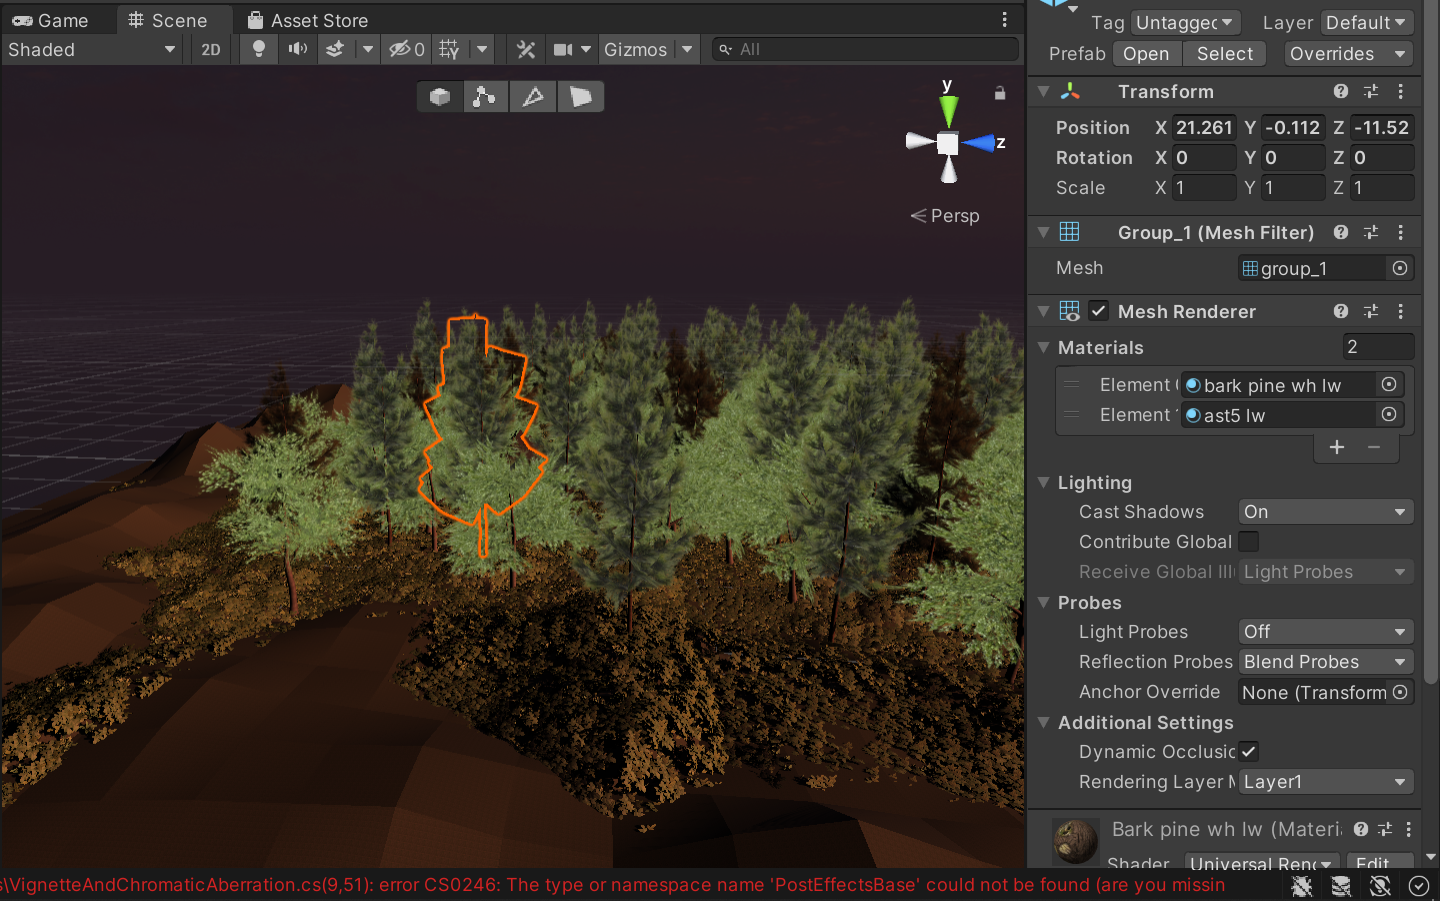 Game
Scene
Asset Store
Shaded
2D
0
Gizmos
All
y
z
Persp
Tag Untagged Layer Default
Prefab Open Select Overrides
Transform
Position X 21.261 Y -0.112 Z -11.52
Rotation X 0 Y 0 Z 0
Scale X 1 Y 1 Z 1
Group_1 (Mesh Filter)
Mesh group_1
Mesh Renderer
Materials 2
Element bark pine wh lw
Element ast5 lw
Lighting
Cast Shadows On
Contribute Global
Receive Global Ill Light Probes
Probes
Light Probes Off
Reflection Probes Blend Probes
Anchor Override None (Transform
Additional Settings
Dynamic Occlusio
Rendering Layer M Layer1
Bark pine wh lw (Materi
Shader Universal Ren Edit...
s\VignetteAndChromaticAberration.cs(9,51): error CS0246: The type or namespace name 'PostEffectsBase' could not be found (are you missin